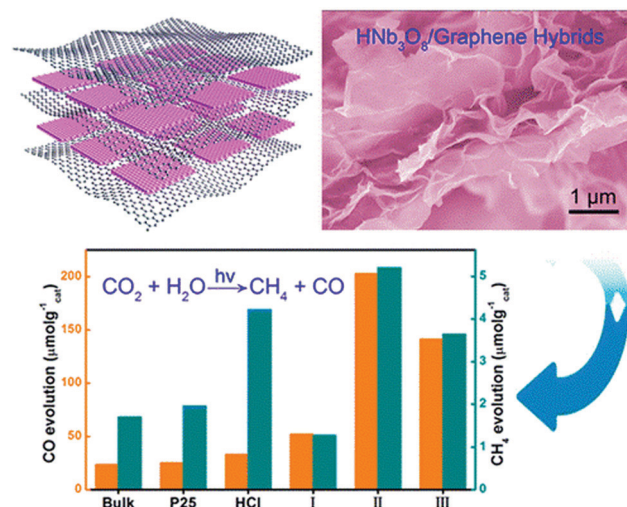 HNb₃O₈/Graphene Hybrids
1 μm
CO₂ + H₂O hν CH₄ + CO
CO evolution (μmolg⁻¹cat)
200
150
100
50
0
CH₄ evolution (μmolg⁻¹cat)
5
4
3
2
1
0
Bulk P25 HCl I II III